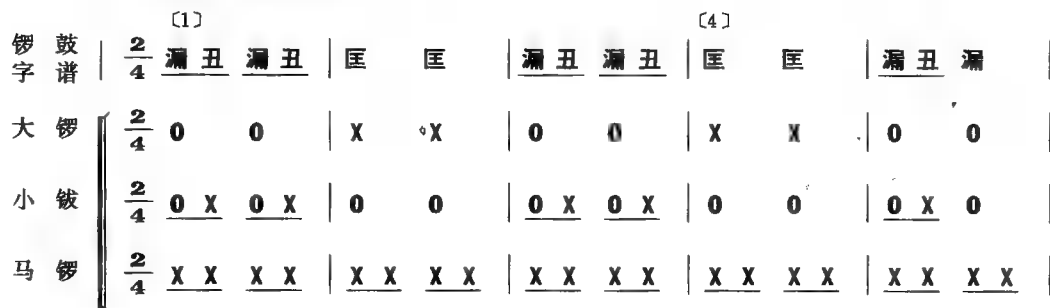 〔1〕 〔4〕
锣鼓字谱 | 2/4 漏 丑 漏 丑 | 匡 匡 | 漏 丑 漏 丑 | 匡 匡 | 漏 丑 漏 |
大锣 2/4 0 0 | X X | 0 0 | X X | 0 0 |
小钹 2/4 0 X 0 X | 0 0 | 0 X 0 X | 0 0 | 0 X 0 |
马锣 2/4 X X X X | X X X X | X X X X | X X X X | X X X X |